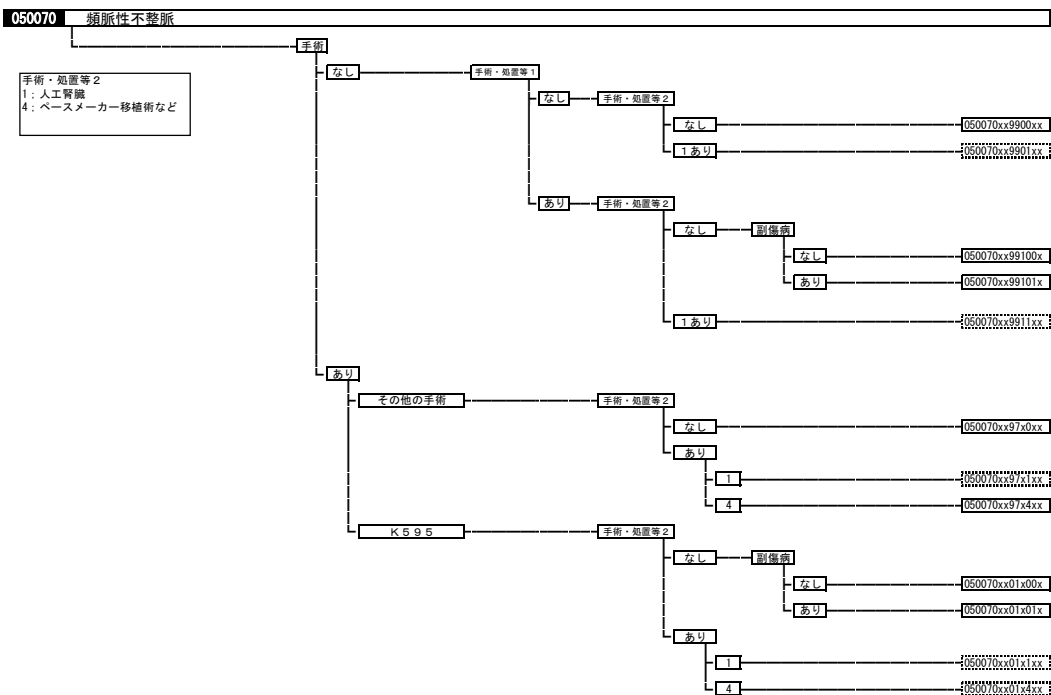 050070 頻脈性不整脈
手術
手術・処置等2
1;人工腎臓
4;ペースメーカー移植術など
なし 手術・処置等1
なし 手術・処置等2
なし 050070xx9900xx
1あり 050070xx9901xx
あり 手術・処置等2
なし 副傷病
なし 050070xx99100x
あり 050070xx99101x
1あり 050070xx9911xx
あり
その他の手術 手術・処置等2
なし 050070xx97x0xx
あり
1 050070xx97x1xx
4 050070xx97x4xx
K595 手術・処置等2
なし 副傷病
なし 050070xx01x00x
あり 050070xx01x01x
あり
1 050070xx01x1xx
4 050070xx01x4xx